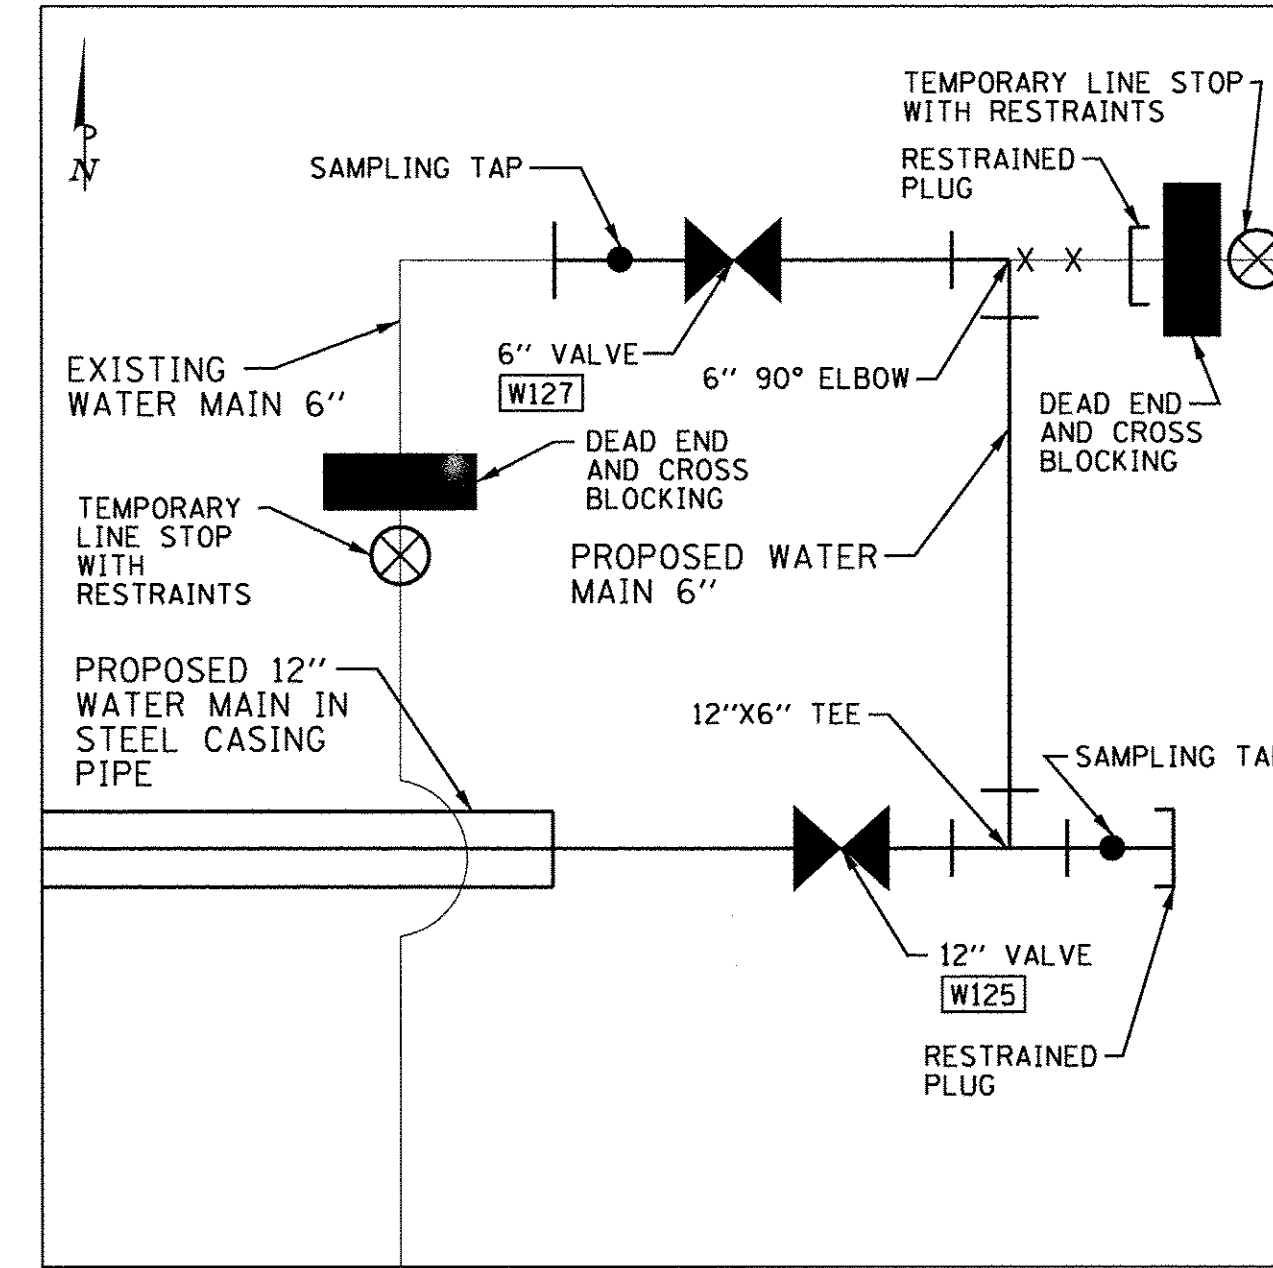 TEMPORARY LINE STOP
WITH RESTRAINTS
RESTRAINED
PLUG
N
SAMPLING TAP
EXISTING
WATER MAIN 6"
6" VALVE
W127
6" 90° ELBOW
DEAD END
AND CROSS
BLOCKING
DEAD END
AND CROSS
BLOCKING
TEMPORARY
LINE STOP
WITH
RESTRAINTS
PROPOSED WATER
MAIN 6"
PROPOSED 12"
WATER MAIN IN
STEEL CASING
PIPE
12"X6" TEE
SAMPLING
12" VALVE
W125
RESTRAINED
PLUG